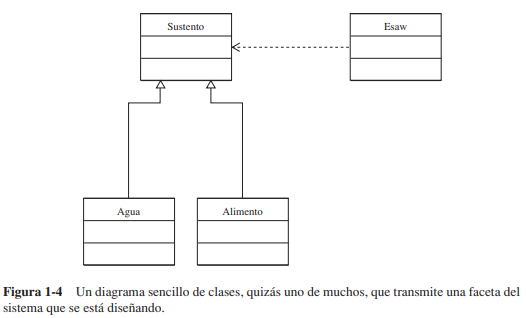 Sustento
Esaw
Agua
Alimento
Figura 1-4 Un diagrama sencillo de clases, quizás uno de muchos, que transmite una faceta del
sistema que se está diseñando.